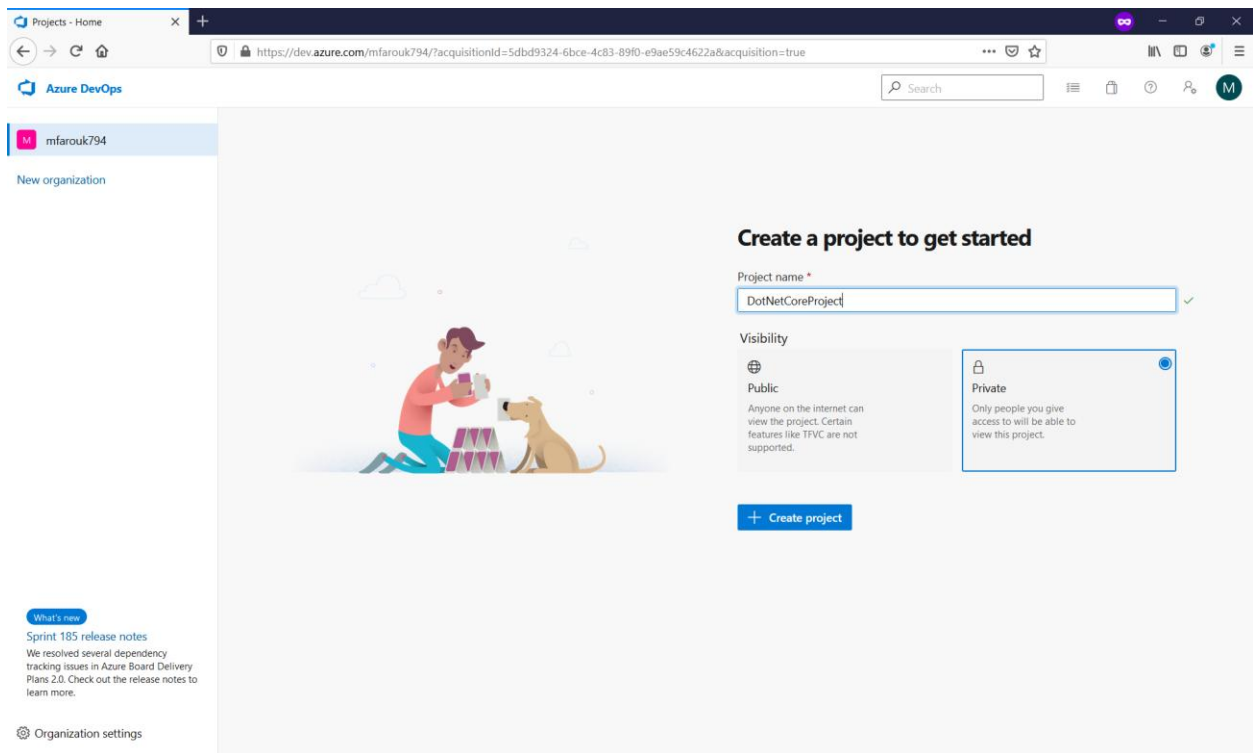 Projects - Home
https://dev.azure.com/mfarouk794/?acquisitionId=5dbd9324-6bce-4c83-89f0-e9ae59c4622a&acquisition=true
Azure DevOps
Search
M
M mfarouk794
New organization
Create a project to get started
Project name *
DotNetCoreProject
Visibility
Public
Anyone on the internet can
view the project. Certain
features like TFVC are not
supported.
Private
Only people you give
access to will be able to
view this project.
+ Create project
What's new
Sprint 185 release notes
We resolved several dependency
tracking issues in Azure Board Delivery
Plans 2.0. Check out the release notes to
learn more.
Organization settings